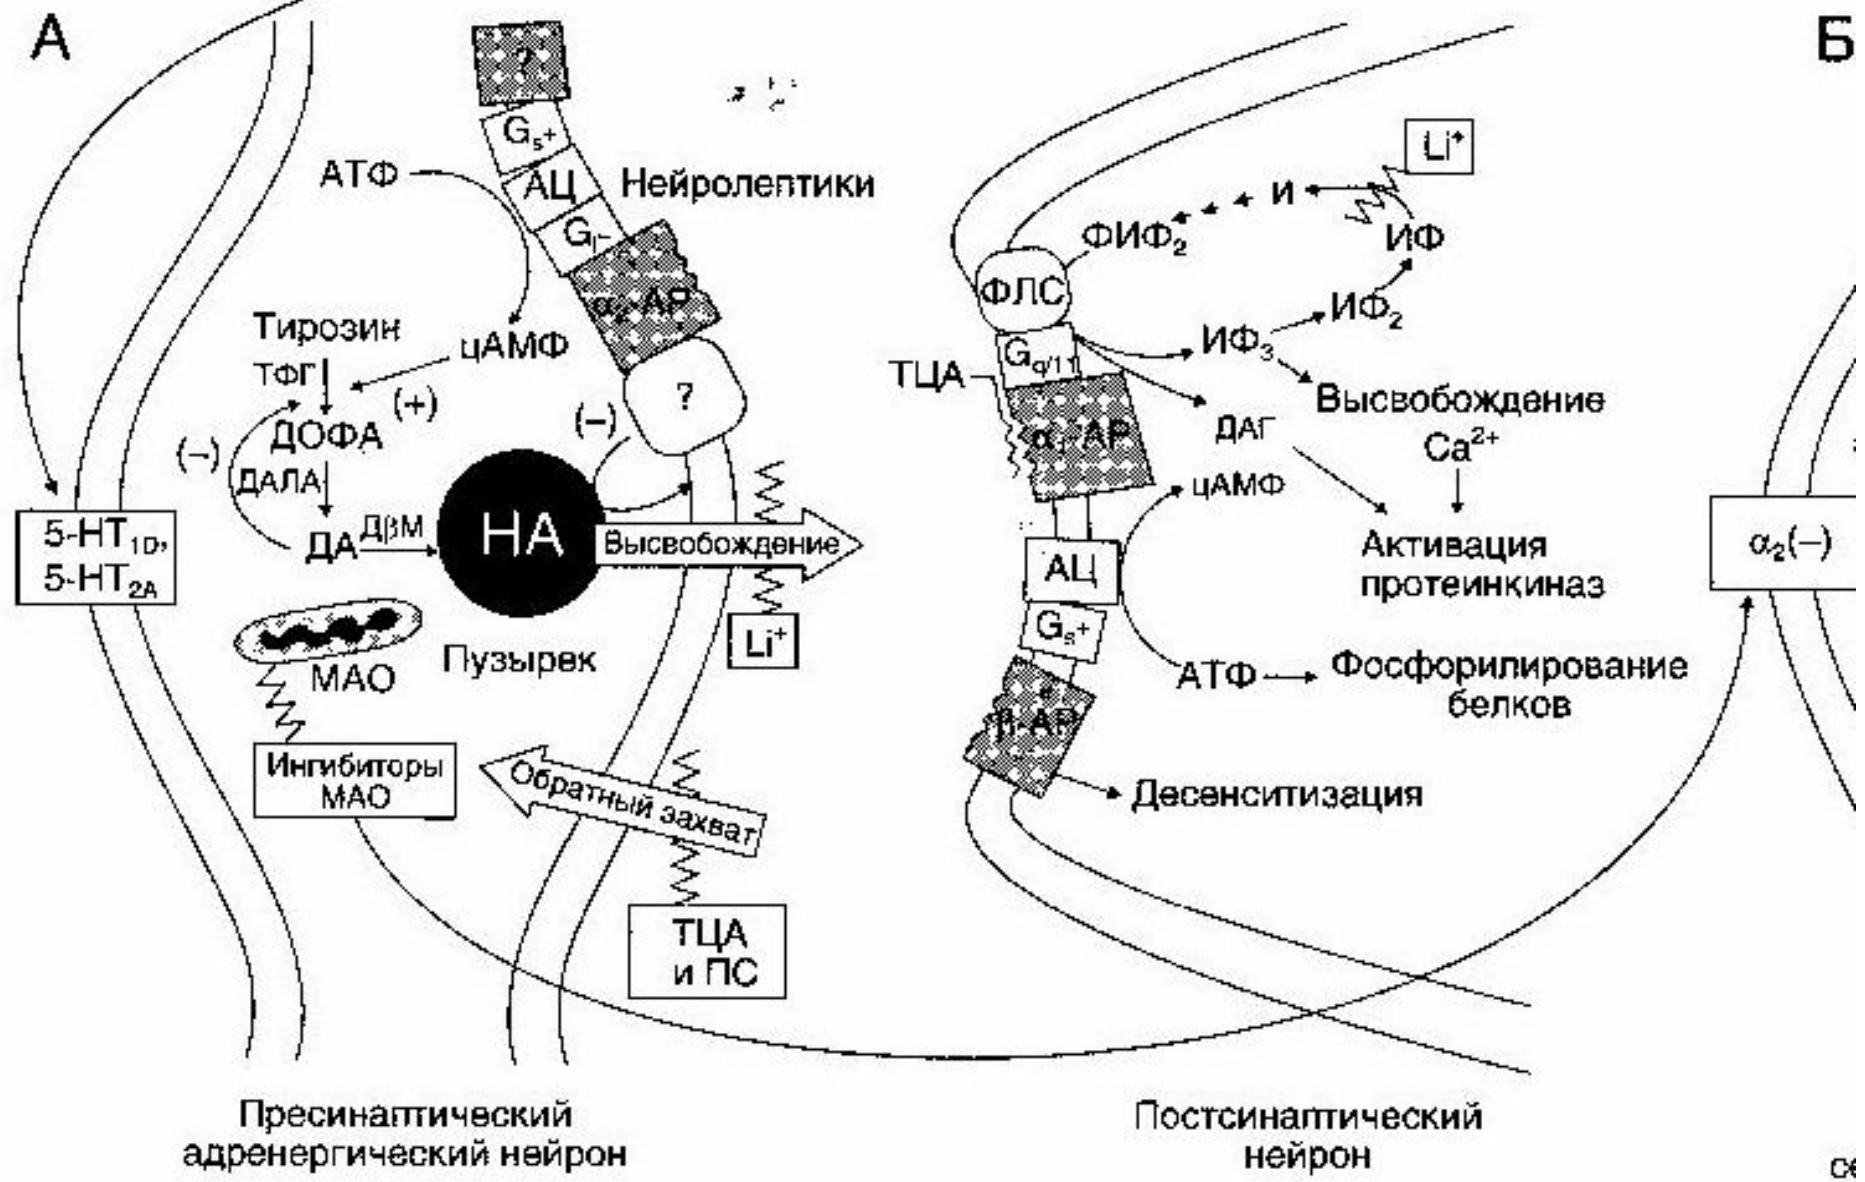 А
Б
?
Gs+
АТФ
АЦ
Нейролептики
Gi−
α2-АР
?
Тирозин
ТФГ
цАМФ
(+)
(−)
ДОФА
(−)
ДАЛА
ДА
ДβМ
НА
Высвобождение
5-HT1D,
5-HT2A
МАО
Пузырек
Li+
Ингибиторы
МАО
Обратный захват
ТЦА
и ПС
Пресинаптический
адренергический нейрон
Li+
И
ФИФ2
ИФ
ФЛС
ИФ2
ИФ3
Gq/11
ТЦА
α1-АР
Высвобождение
Ca2+
ДАГ
цАМФ
Активация
протеинкиназ
АЦ
Gs+
АТФ
Фосфорилирование
белков
β-АР
Десенситизация
Постсинаптический
нейрон
α2(−)
се